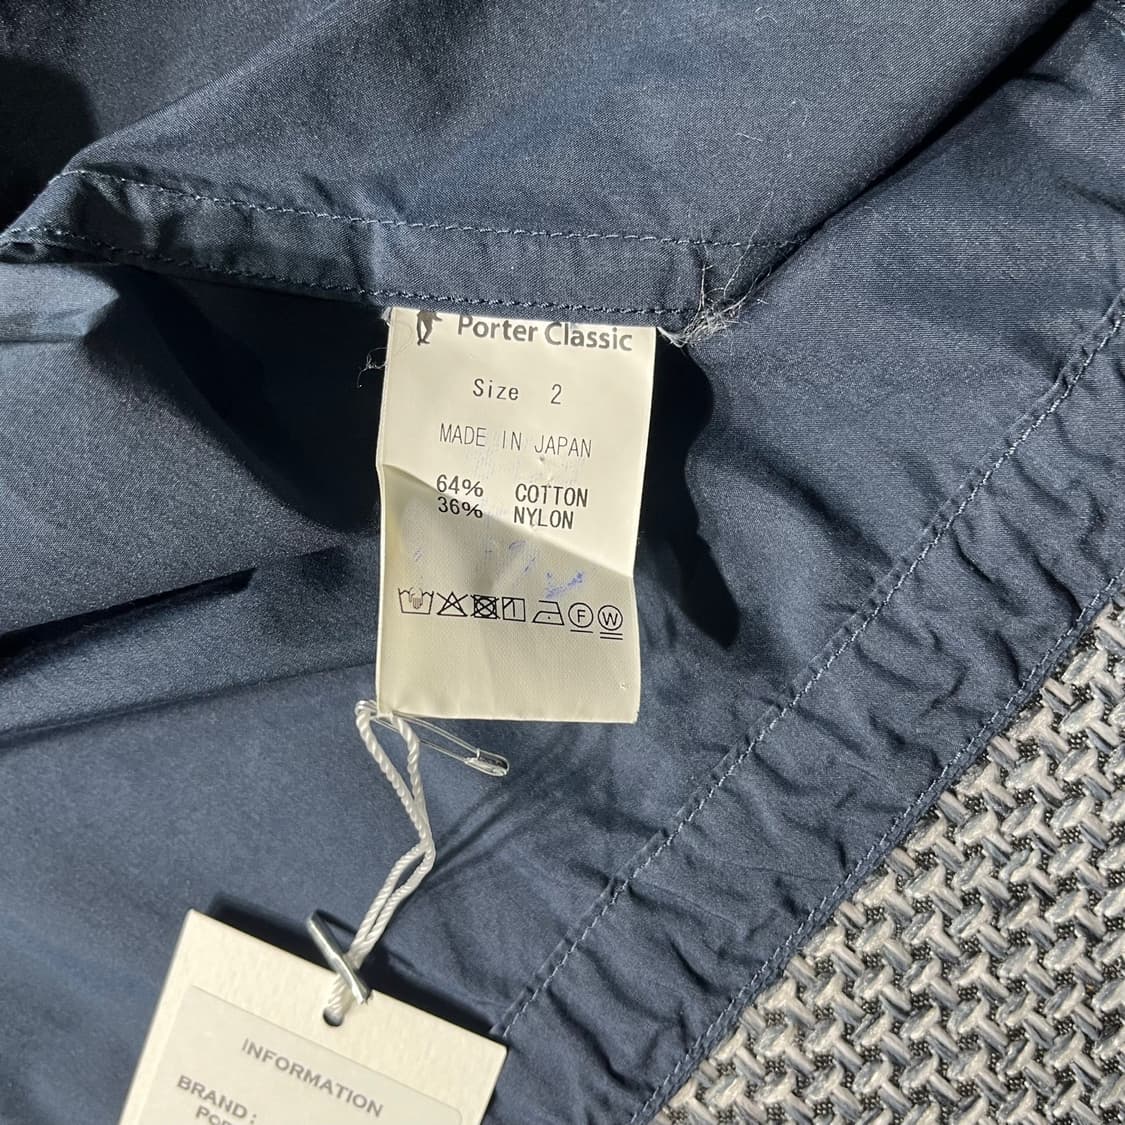 Porter Classic
Size 2
MADE IN JAPAN
64% COTTON
36% NYLON
F W
INFORMATION
BRAND :